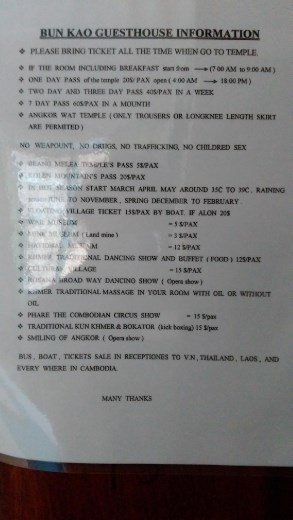 BUN KAO GUESTHOUSE INFORMATION
❖ PLEASE BRING TICKET ALL THE TIME WHEN GO TO TEMPLE.
❖ IF THE ROOM INCLUDING BREAKFAST start from → (7:00 AM to 9:00 AM)
❖ ONE DAY PASS of the temple 20$/ PAX open (4:00 AM → 18:00 PM)
❖ TWO DAY AND THREE DAY PASS 40$/PAX IN A WEEK
❖ 7 DAY PASS 60$/PAX IN A MOUNTH
❖ ANGKOR WAT TEMPLE (ONLY TROUSERS OR LONGKNEE LENGTH SKIRT
ARE PERMITED)
NO WEAPOUNT, NO DRUGS, NO TRAFFICKING, NO CHILDREN SEX
❖ MELEA TEMPLE'S PASS 5$/PAX
❖ KOLEN MOUNTAIN'S PASS 20$/PAX
SEASON START MARCH APRIL MAY AROUND 35C TO 39C, RAINING
JUNE TO NOVEMBER, SPRING DECEMBER TO FEBRUARY
❖ FLOATING VILLAGE TICKET 15$/PAX BY BOAT. IF ALON 20$
❖ WAR MUSEUM = 5 $/PAX
❖ MINE (Land mine) = 3 $/PAX
❖ NATIONAL = 12 $/PAX
❖ KHMER TRADITIONAL DANCING SHOW AND BUFFET (FOOD) 12$/PAX
❖ CULTURAL VILLAGE = 15 $/PAX
❖ BROAD WAY DANCING SHOW (Opera show)
❖ KHMER TRADITIONAL MASSAGE IN YOUR ROOM WITH OIL OR WITHOUT
OIL.
❖ PHARE THE COMBODIAN CIRCUS SHOW = 15 $/pax
❖ TRADITIONAL KUN KHMER & BOKATOR (kick boxing) 15 $/pax
❖ SMILING OF ANGKOR (Opera show)
BUS, BOAT, TICKETS SALE IN RECEPTIONES TO V.N, THAILAND, LAOS, AND
EVERY WHERE IN CAMBODIA.
MANY THANKS